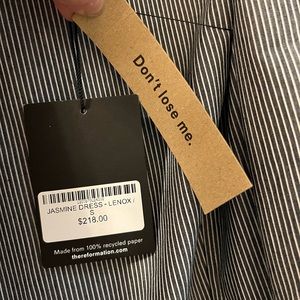 Don't lose me.
JASMINE DRESS - LENOX /
S
$218.00
Made from 100% recycled paper
thereformation.com